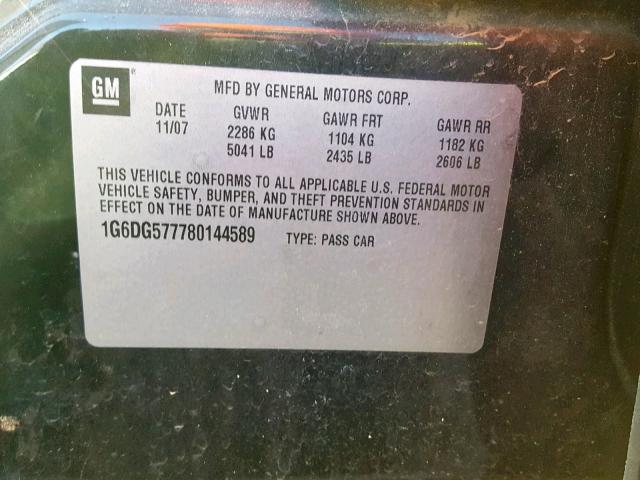 GM
MFD BY GENERAL MOTORS CORP.
DATE GVWR GAWR FRT GAWR RR
11/07 2286 KG 1104 KG 1182 KG
5041 LB 2435 LB 2606 LB
THIS VEHICLE CONFORMS TO ALL APPLICABLE U.S. FEDERAL MOTOR
VEHICLE SAFETY, BUMPER, AND THEFT PREVENTION STANDARDS IN
EFFECT ON THE DATE OF MANUFACTURE SHOWN ABOVE.
1G6DG577780144589 TYPE: PASS CAR